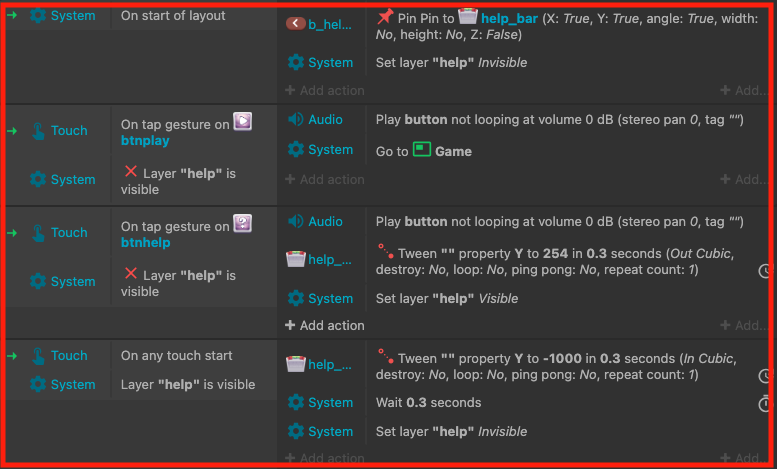 System On start of layout
b_hel... Pin Pin to help_bar (X: True, Y: True, angle: True, width:
No, height: No, Z: False)
System Set layer "help" Invisible
+ Add action + Add...
Touch On tap gesture on
btnplay
System Layer "help" is
visible
Audio Play button not looping at volume 0 dB (stereo pan 0, tag "")
System Go to Game
+ Add action + Add...
Touch On tap gesture on
btnhelp
System Layer "help" is
visible
Audio Play button not looping at volume 0 dB (stereo pan 0, tag "")
help_... Tween "" property Y to 254 in 0.3 seconds (Out Cubic,
destroy: No, loop: No, ping pong: No, repeat count: 1)
System Set layer "help" Visible
+ Add action + Add...
Touch On any touch start
System Layer "help" is visible
help_... Tween "" property Y to -1000 in 0.3 seconds (In Cubic,
destroy: No, loop: No, ping pong: No, repeat count: 1)
System Wait 0.3 seconds
System Set layer "help" Invisible
+ Add action + Add...